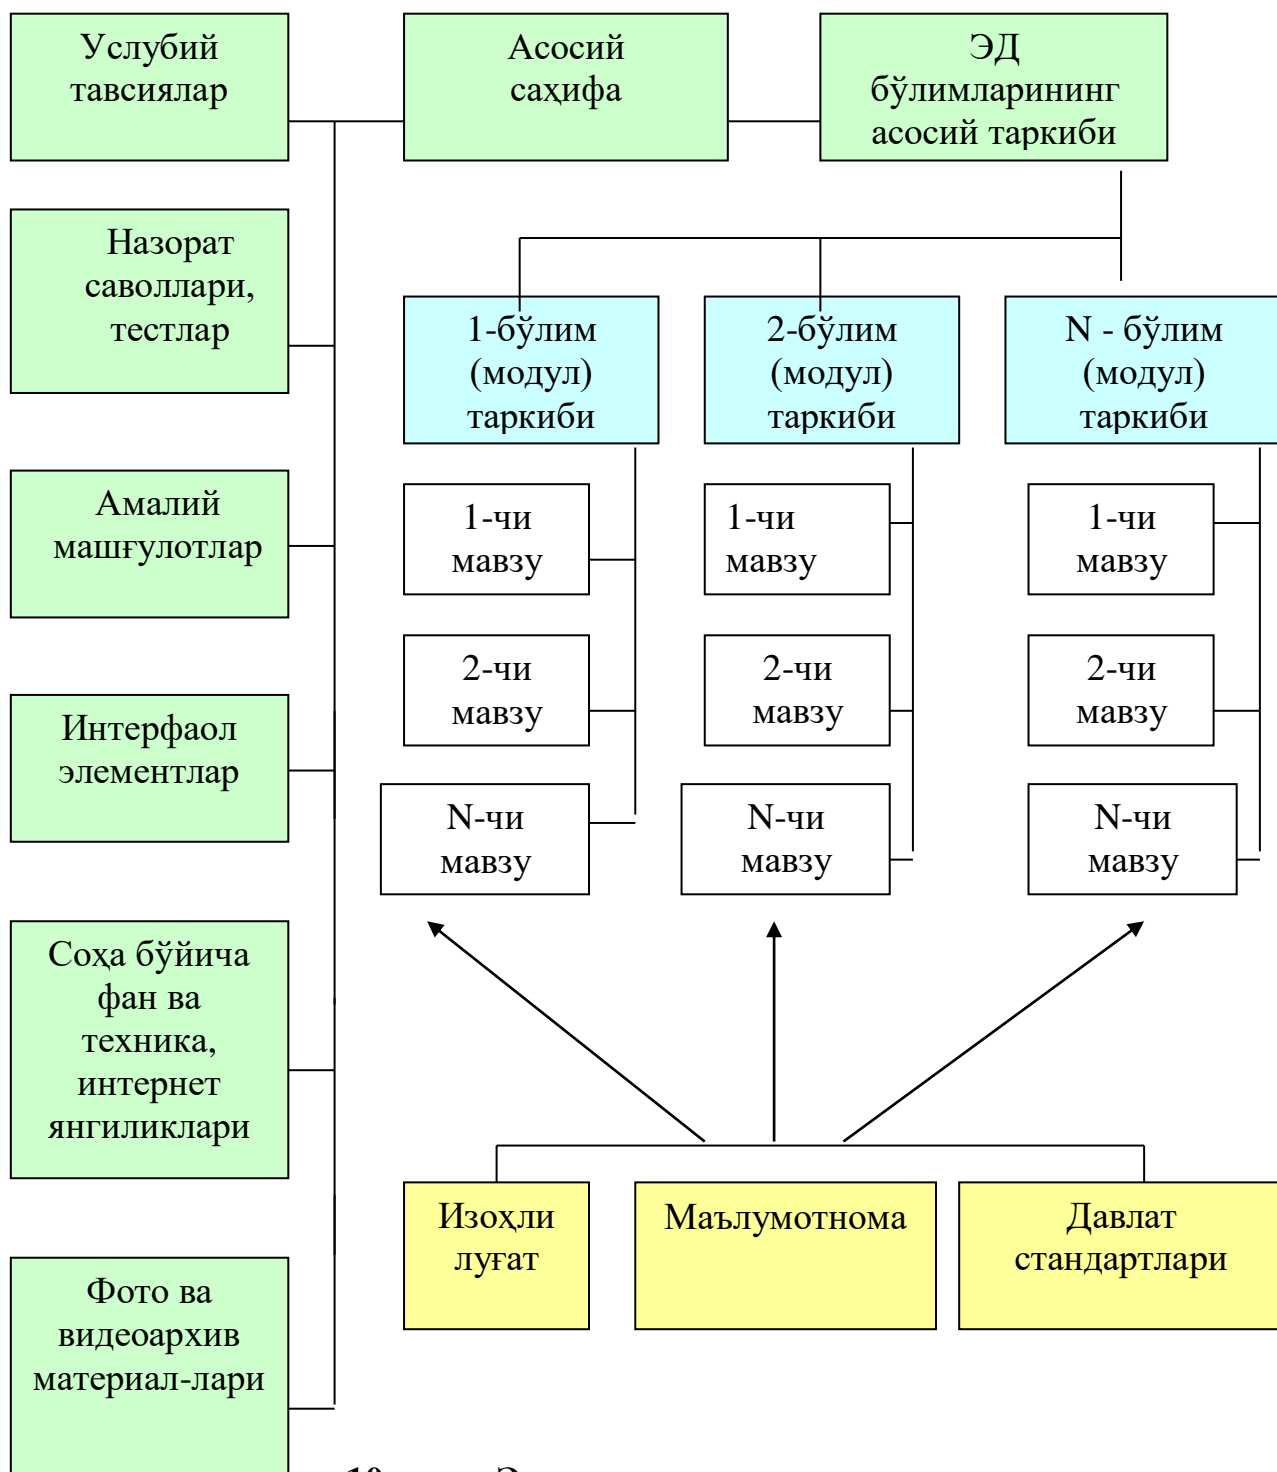 Услубий
тавсиялар
Асосий
саҳифа
ЭД
бўлимларининг
асосий таркиби
Назорат
саволлари,
тестлар
1-бўлим
(модул)
таркиби
2-бўлим
(модул)
таркиби
N - бўлим
(модул)
таркиби
Амалий
машғулотлар
1-чи
мавзу
1-чи
мавзу
1-чи
мавзу
2-чи
мавзу
2-чи
мавзу
2-чи
мавзу
Интерфаол
элементлар
N-чи
мавзу
N-чи
мавзу
N-чи
мавзу
Соҳа бўйича
фан ва
техника,
интернет
янгиликлари
Изоҳли
луғат
Маълумотнома
Давлат
стандартлари
Фото ва
видеоархив
материал-лари